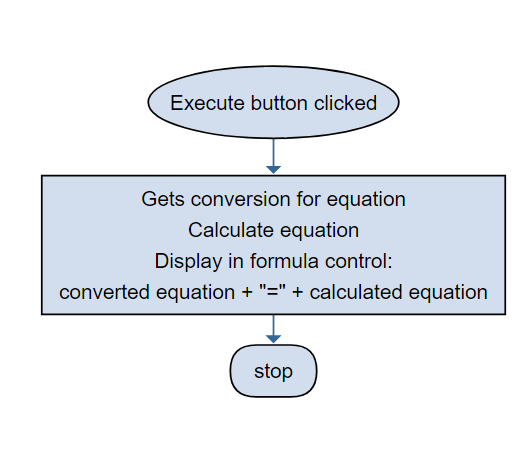 Execute button clicked
Gets conversion for equation
Calculate equation
Display in formula control:
converted equation + "=" + calculated equation
stop